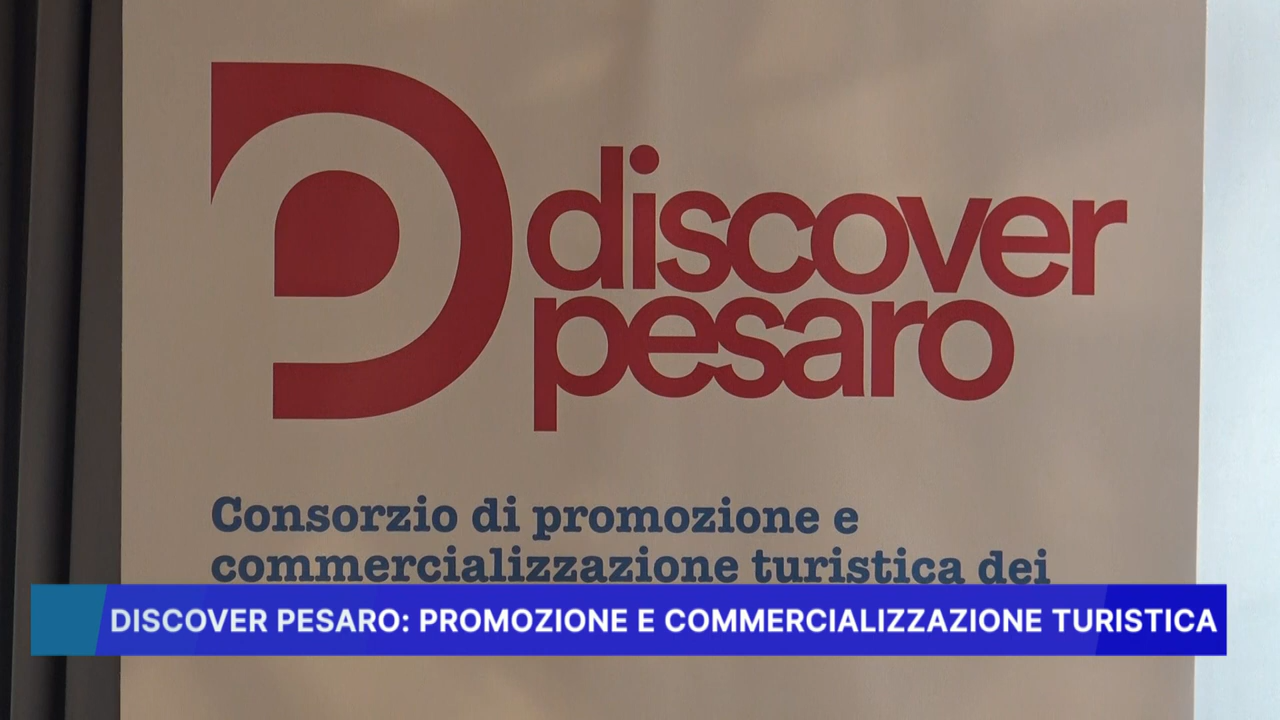 discover
pesaro
Consorzio di promozione e
commercializzazione turistica dei
DISCOVER PESARO: PROMOZIONE E COMMERCIALIZZAZIONE TURISTICA